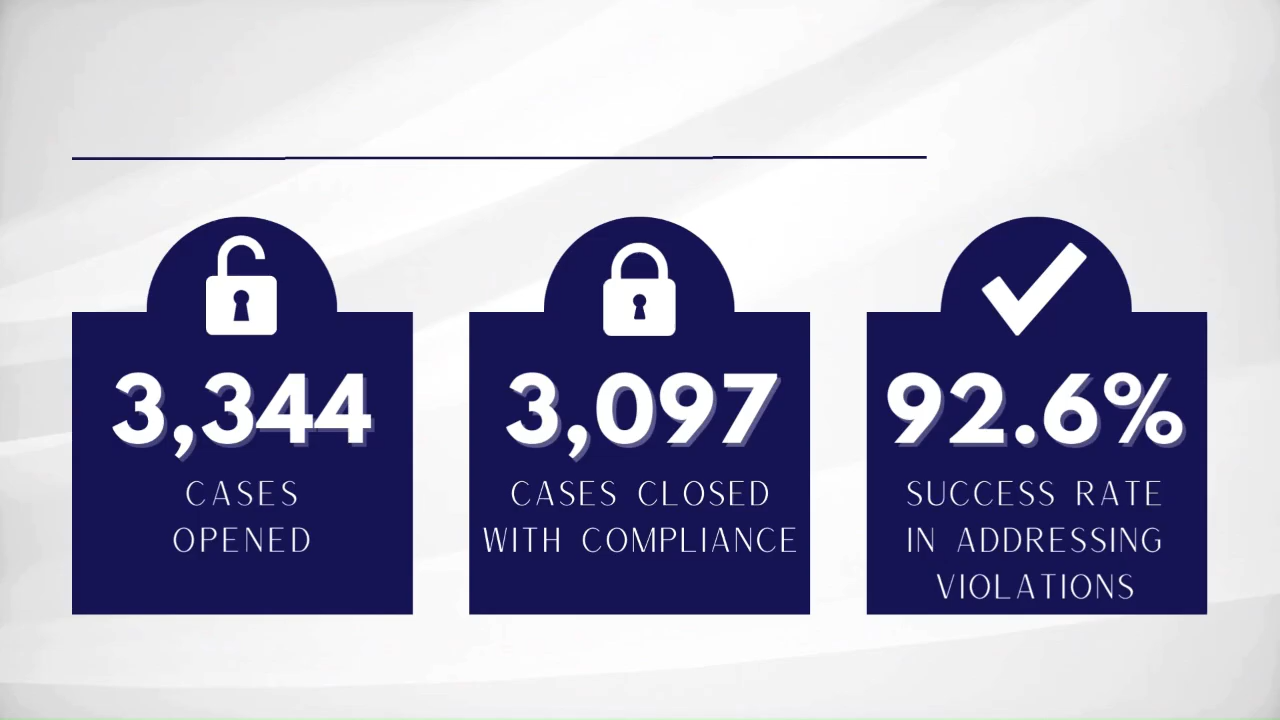 3,344
CASES
OPENED
3,097
CASES CLOSED
WITH COMPLIANCE
92.6%
SUCCESS RATE
IN ADDRESSING
VIOLATIONS